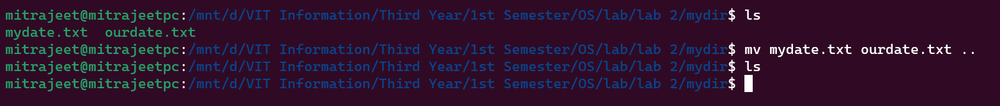 mitrajeet@mitrajeetpc:/mnt/d/VIT Information/Third Year/1st Semester/OS/lab/lab 2/mydir$ ls
mydate.txt  ourdate.txt
mitrajeet@mitrajeetpc:/mnt/d/VIT Information/Third Year/1st Semester/OS/lab/lab 2/mydir$ mv mydate.txt ourdate.txt ..
mitrajeet@mitrajeetpc:/mnt/d/VIT Information/Third Year/1st Semester/OS/lab/lab 2/mydir$ ls
mitrajeet@mitrajeetpc:/mnt/d/VIT Information/Third Year/1st Semester/OS/lab/lab 2/mydir$